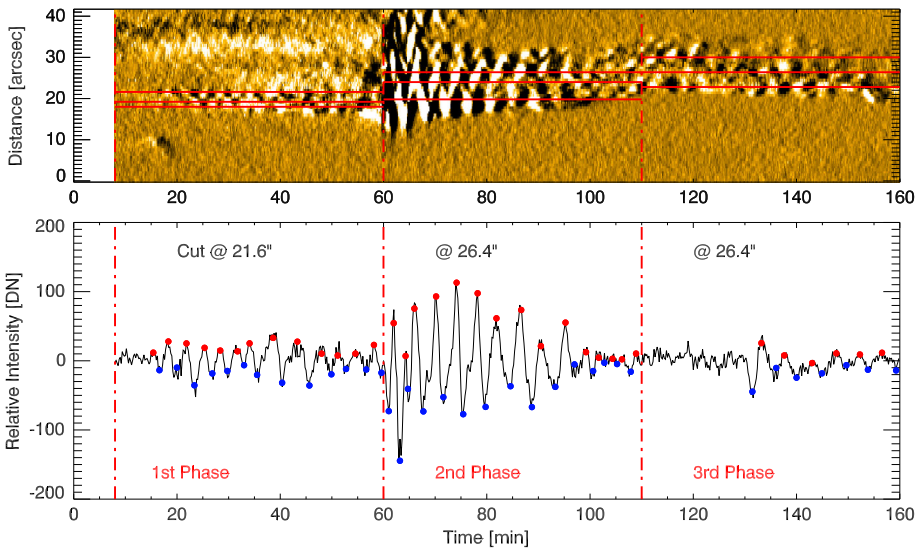 40
30
20
10
0
Distance [arcsec]
0 20 40 60 80 100 120 140 160
200
100
0
-100
-200
Relative Intensity [DN]
Cut @ 21.6" @ 26.4" @ 26.4"
1st Phase 2nd Phase 3rd Phase
0 20 40 60 80 100 120 140 160
Time [min]